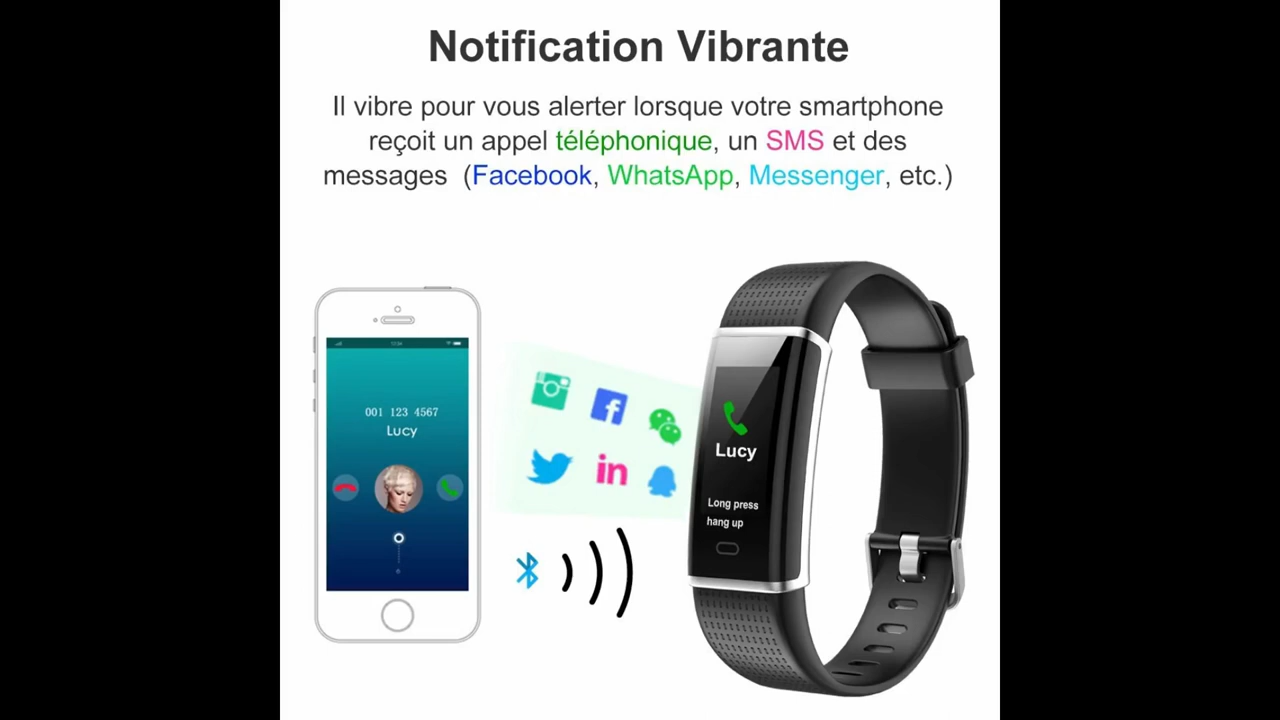 Notification Vibrante
Il vibre pour vous alerter lorsque votre smartphone
reçoit un appel téléphonique, un SMS et des
messages (Facebook, WhatsApp, Messenger, etc.)
001 123 4567
Lucy
Lucy
Long press
hang up